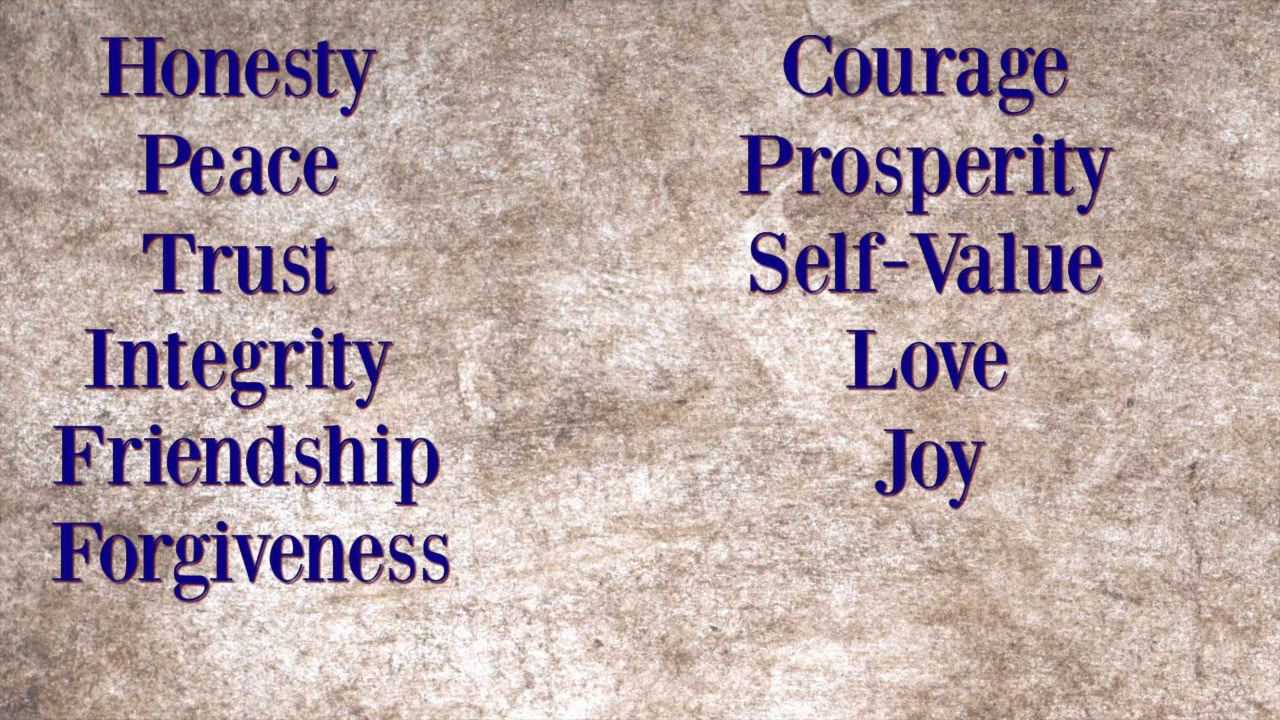 Honesty
Peace
Trust
Integrity
Friendship
Forgiveness
Courage
Prosperity
Self-Value
Love
Joy